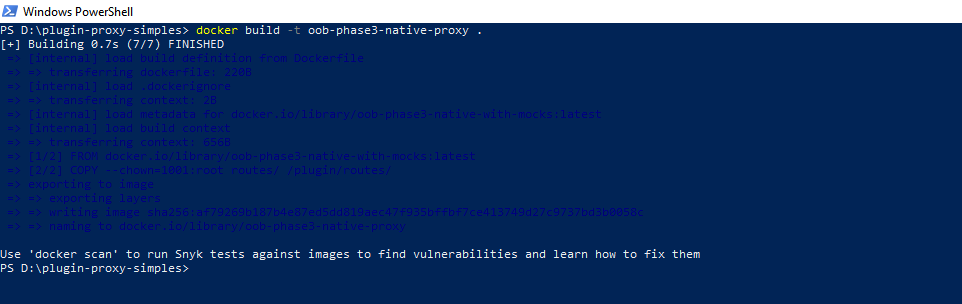 Windows PowerShell
PS D:\plugin-proxy-simples> docker build -t oob-phase3-native-proxy .
[+] Building 0.7s (7/7) FINISHED
=> [internal] load build definition from Dockerfile
=> => transferring dockerfile: 220B
=> [internal] load .dockerignore
=> => transferring context: 2B
=> [internal] load metadata for docker.io/library/oob-phase3-native-with-mocks:latest
=> [internal] load build context
=> => transferring context: 656B
=> [1/2] FROM docker.io/library/oob-phase3-native-with-mocks:latest
=> [2/2] COPY --chown=1001:root routes/ /plugin/routes/
=> exporting to image
=> => exporting layers
=> => writing image
=> => naming to docker.io/library/oob-phase3-native-proxy
Use 'docker scan' to run Snyk tests against images to find vulnerabilities and learn how to fix them
PS D:\plugin-proxy-simples>